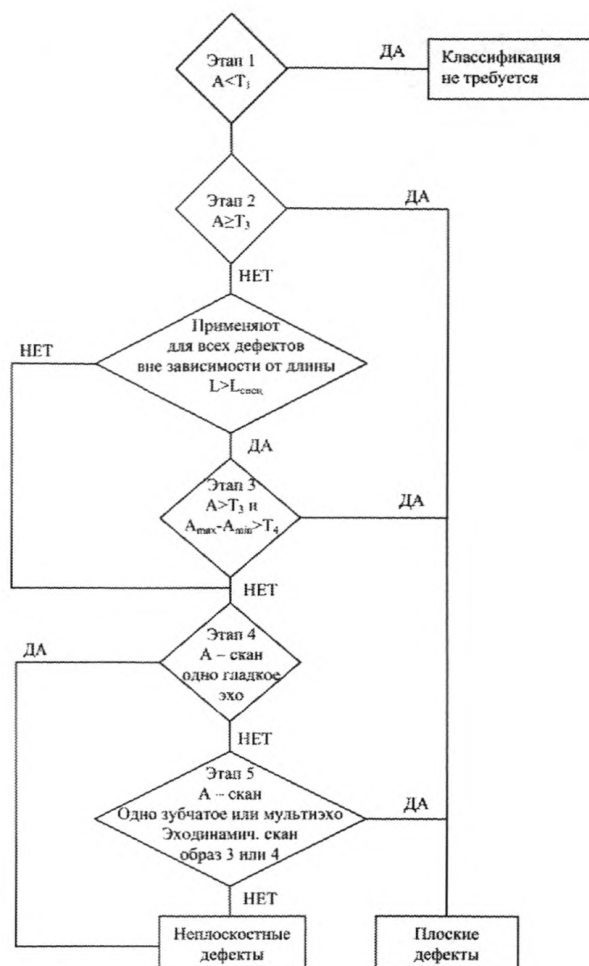 Этап 1
A<T₁
ДА
Классификация
не требуется
Этап 2
A≥T₃
ДА
НЕТ
Применяют
для всех дефектов
вне зависимости от длины
L>Lспец
НЕТ
ДА
Этап 3
A>T₃ и
Amax-Amin>T₄
ДА
НЕТ
Этап 4
А – скан
одно гладкое
эхо
ДА
НЕТ
Этап 5
А – скан
Одно зубчатое или мультиэхо
Эходинамич. скан
образ 3 или 4
ДА
НЕТ
Неплоскостные
дефекты
Плоские
дефекты